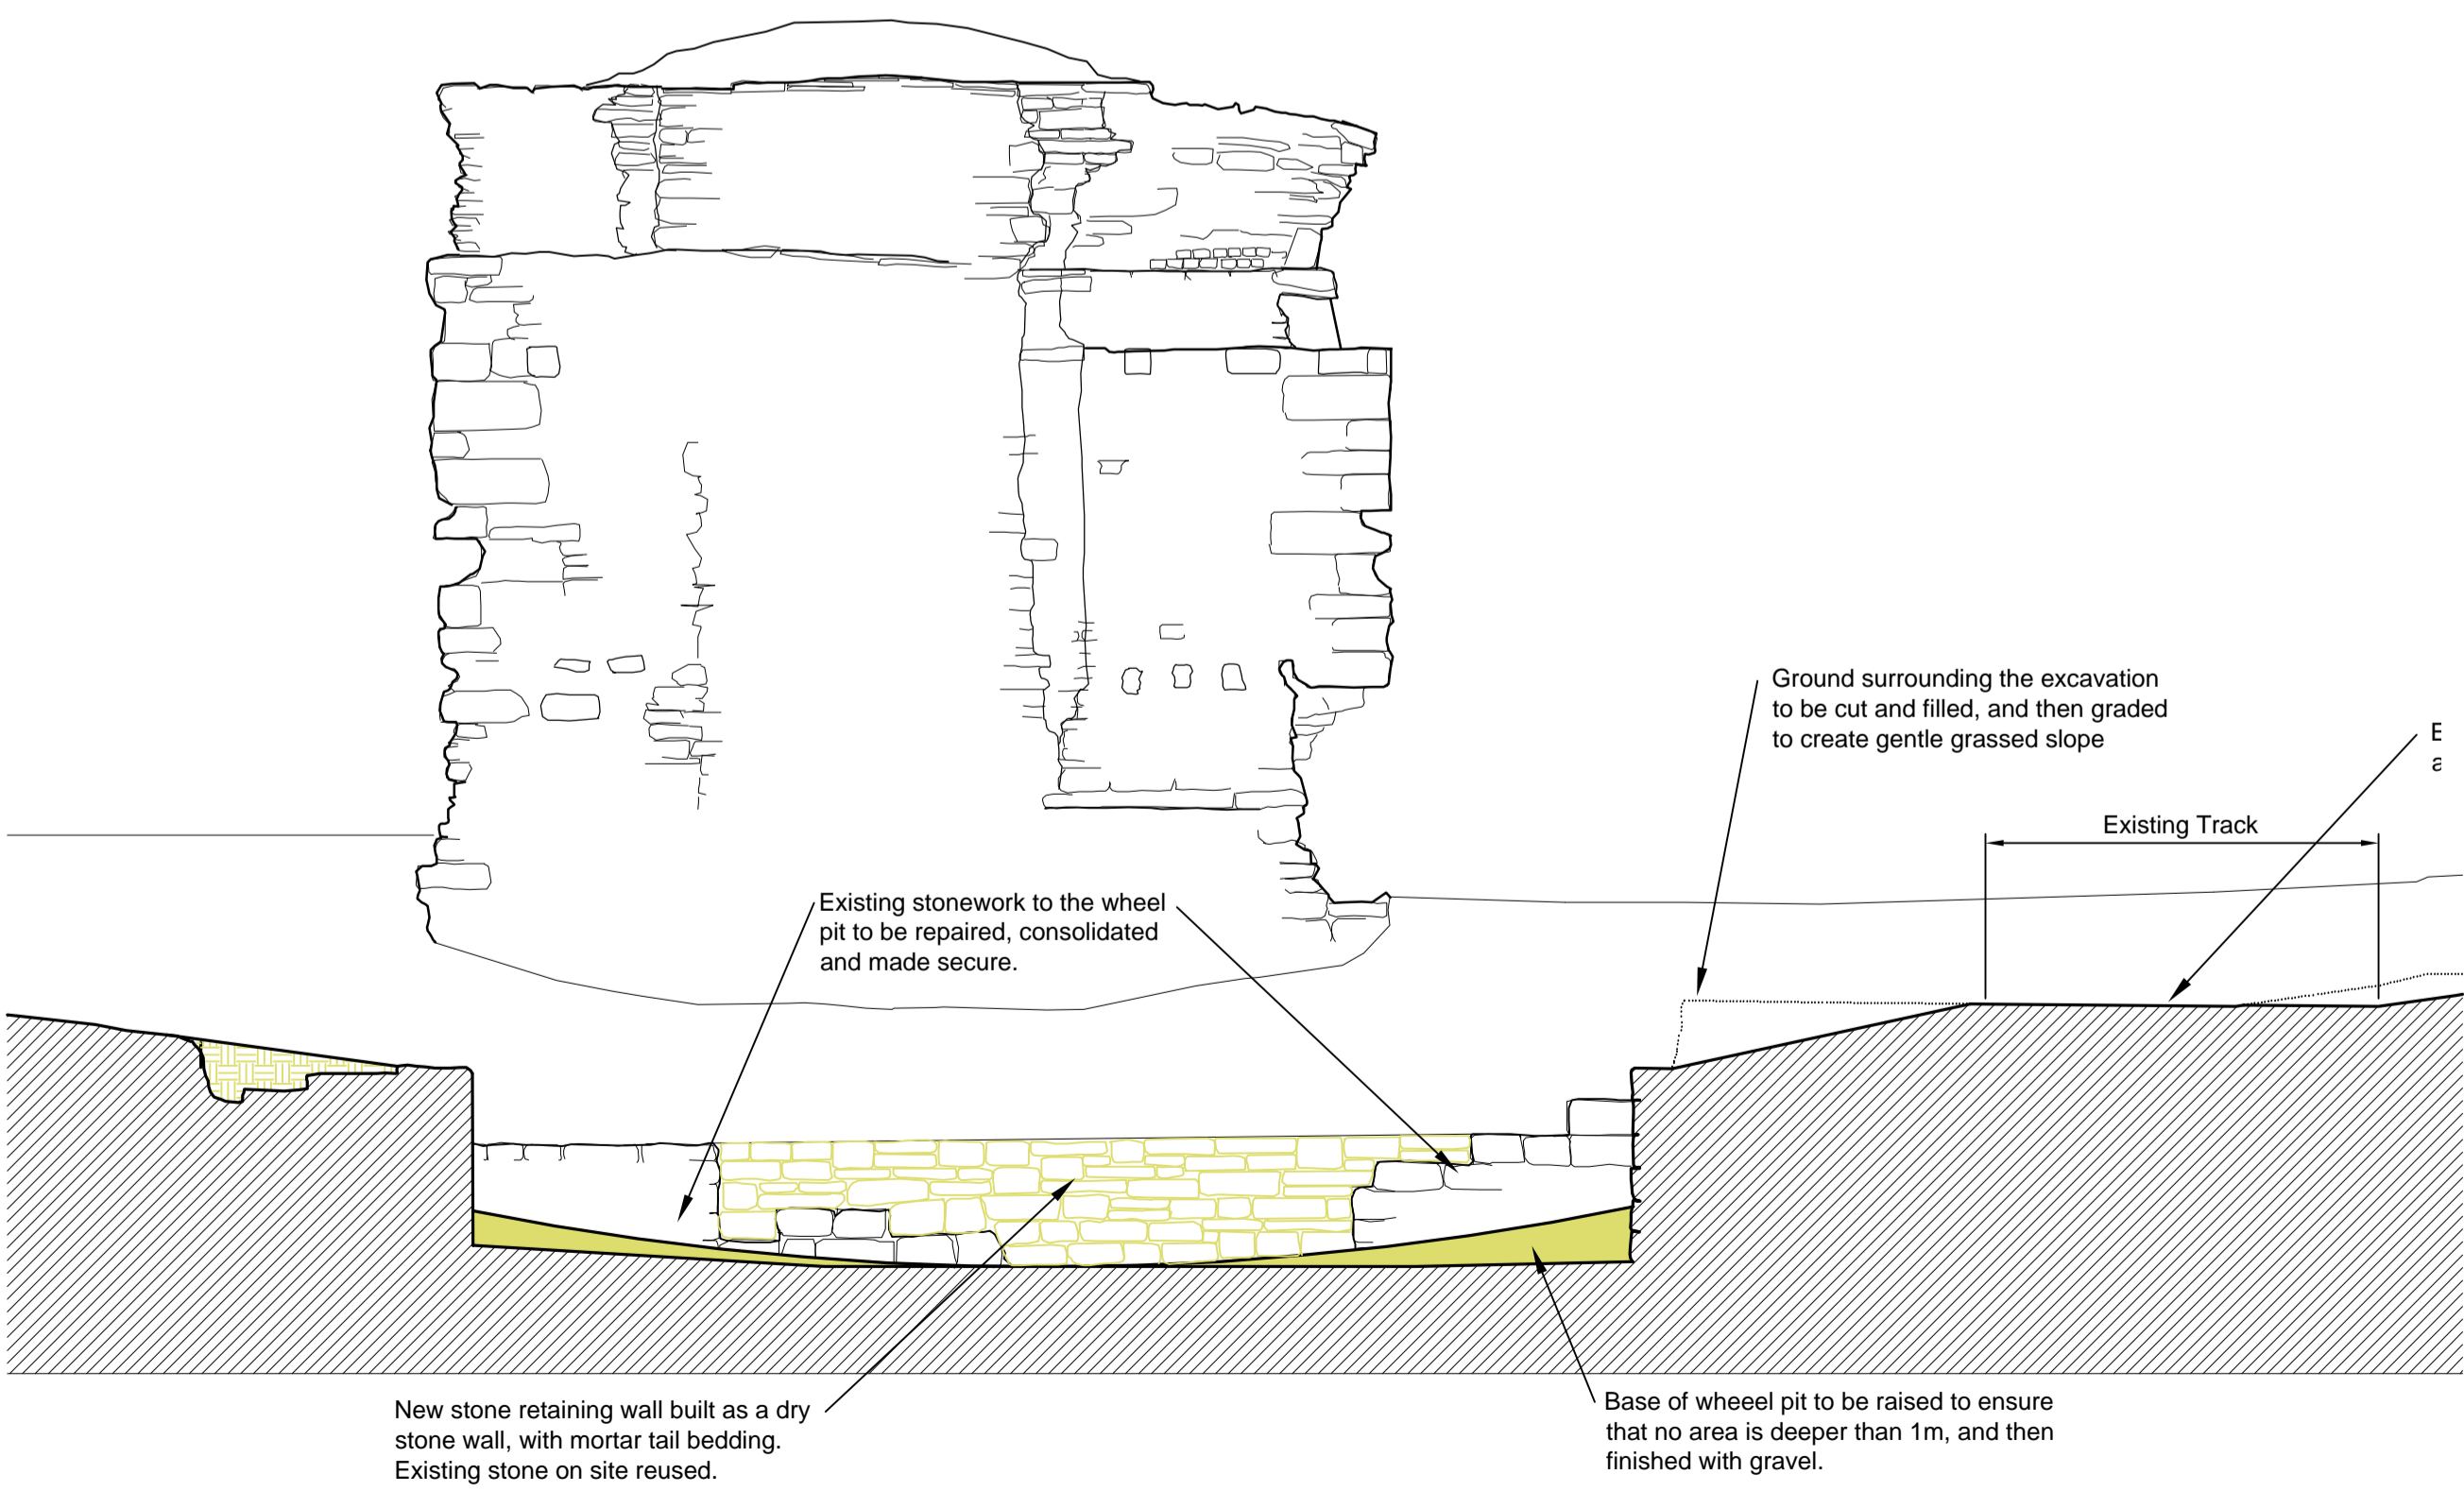 Ground surrounding the excavation
to be cut and filled, and then graded
to create gentle grassed slope
Existing Track
Existing stonework to the wheel
pit to be repaired, consolidated
and made secure.
New stone retaining wall built as a dry
stone wall, with mortar tail bedding.
Existing stone on site reused.
Base of wheeel pit to be raised to ensure
that no area is deeper than 1m, and then
finished with gravel.